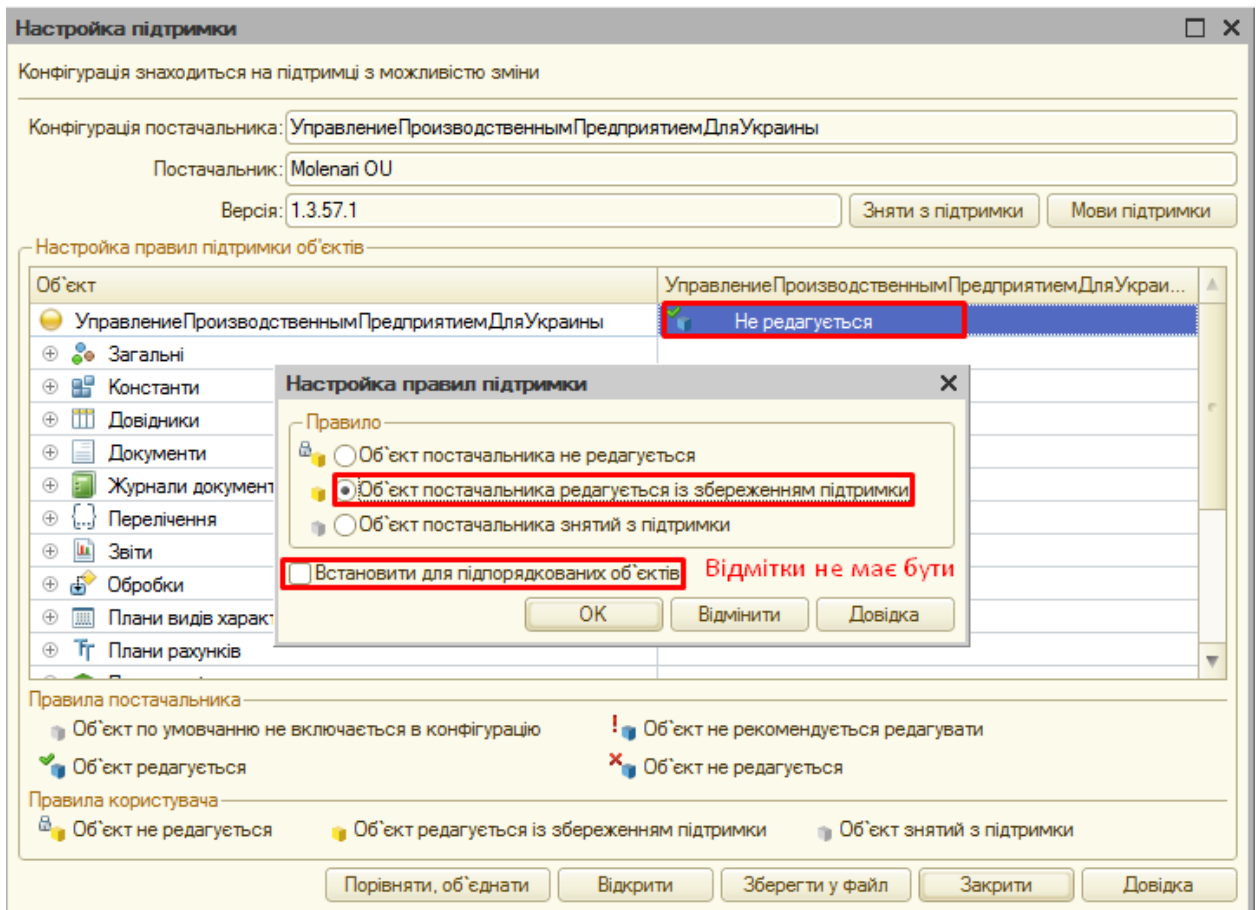 Настройка підтримки
Конфігурація знаходиться на підтримці з можливістю зміни
Конфігурація постачальника: УправлениеПроизводственнымПредприятиемДляУкраины
Постачальник: Molenari OU
Версія: 1.3.57.1 Зняти з підтримки Мови підтримки
Настройка правил підтримки об'єктів
Об`єкт УправлениеПроизводственнымПредприятиемДляУкраи...
УправлениеПроизводственнымПредприятиемДляУкраины Не редагується
Загальні
Константи
Довідники
Документи
Журнали документ
Перелічення
Звіти
Обробки
Плани видів характ
Плани рахунків
Настройка правил підтримки
Правило
Об`єкт постачальника не редагується
Об`єкт постачальника редагується із збереженням підтримки
Об`єкт постачальника знятий з підтримки
Встановити для підпорядкованих об`єктів Відмітки не має бути
ОК Відмінити Довідка
Правила постачальника
Об`єкт по умовчанню не включається в конфігурацію Об`єкт не рекомендується редагувати
Об`єкт редагується Об`єкт не редагується
Правила користувача
Об`єкт не редагується Об`єкт редагується із збереженням підтримки Об`єкт знятий з підтримки
Порівняти, об`єднати Відкрити Зберегти у файл Закрити Довідка